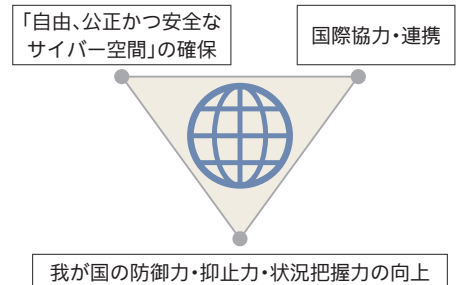 「自由、公正かつ安全な
サイバー空間」の確保
国際協力・連携
我が国の防御力・抑止力・状況把握力の向上